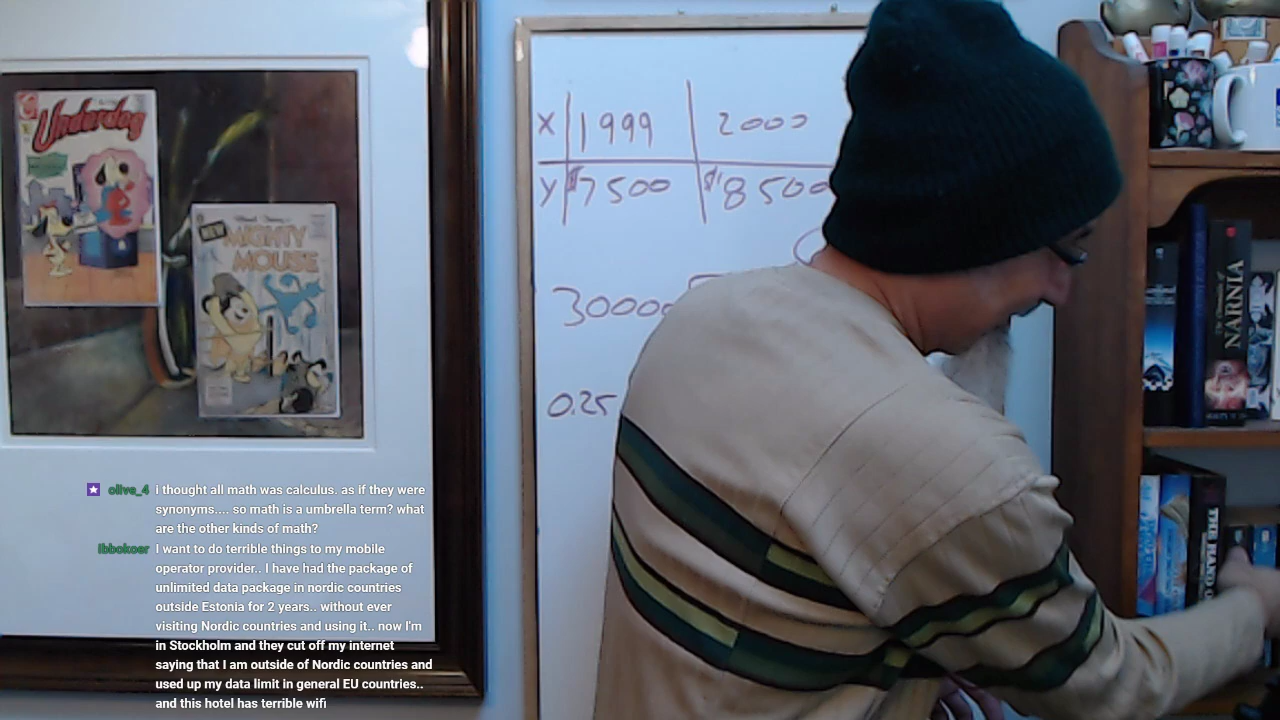 Underdog
NEW
MIGHTY
MOUSE
X 1999 2000
y $7500 $8500
30000
0.25
NARNIA
THE HAND O
olive_4 i thought all math was calculus. as if they were
synonyms.... so math is a umbrella term? what
are the other kinds of math?
ibbokoer I want to do terrible things to my mobile
operator provider.. I have had the package of
unlimited data package in nordic countries
outside Estonia for 2 years.. without ever
visiting Nordic countries and using it.. now I'm
in Stockholm and they cut off my internet
saying that I am outside of Nordic countries and
used up my data limit in general EU countries..
and this hotel has terrible wifi